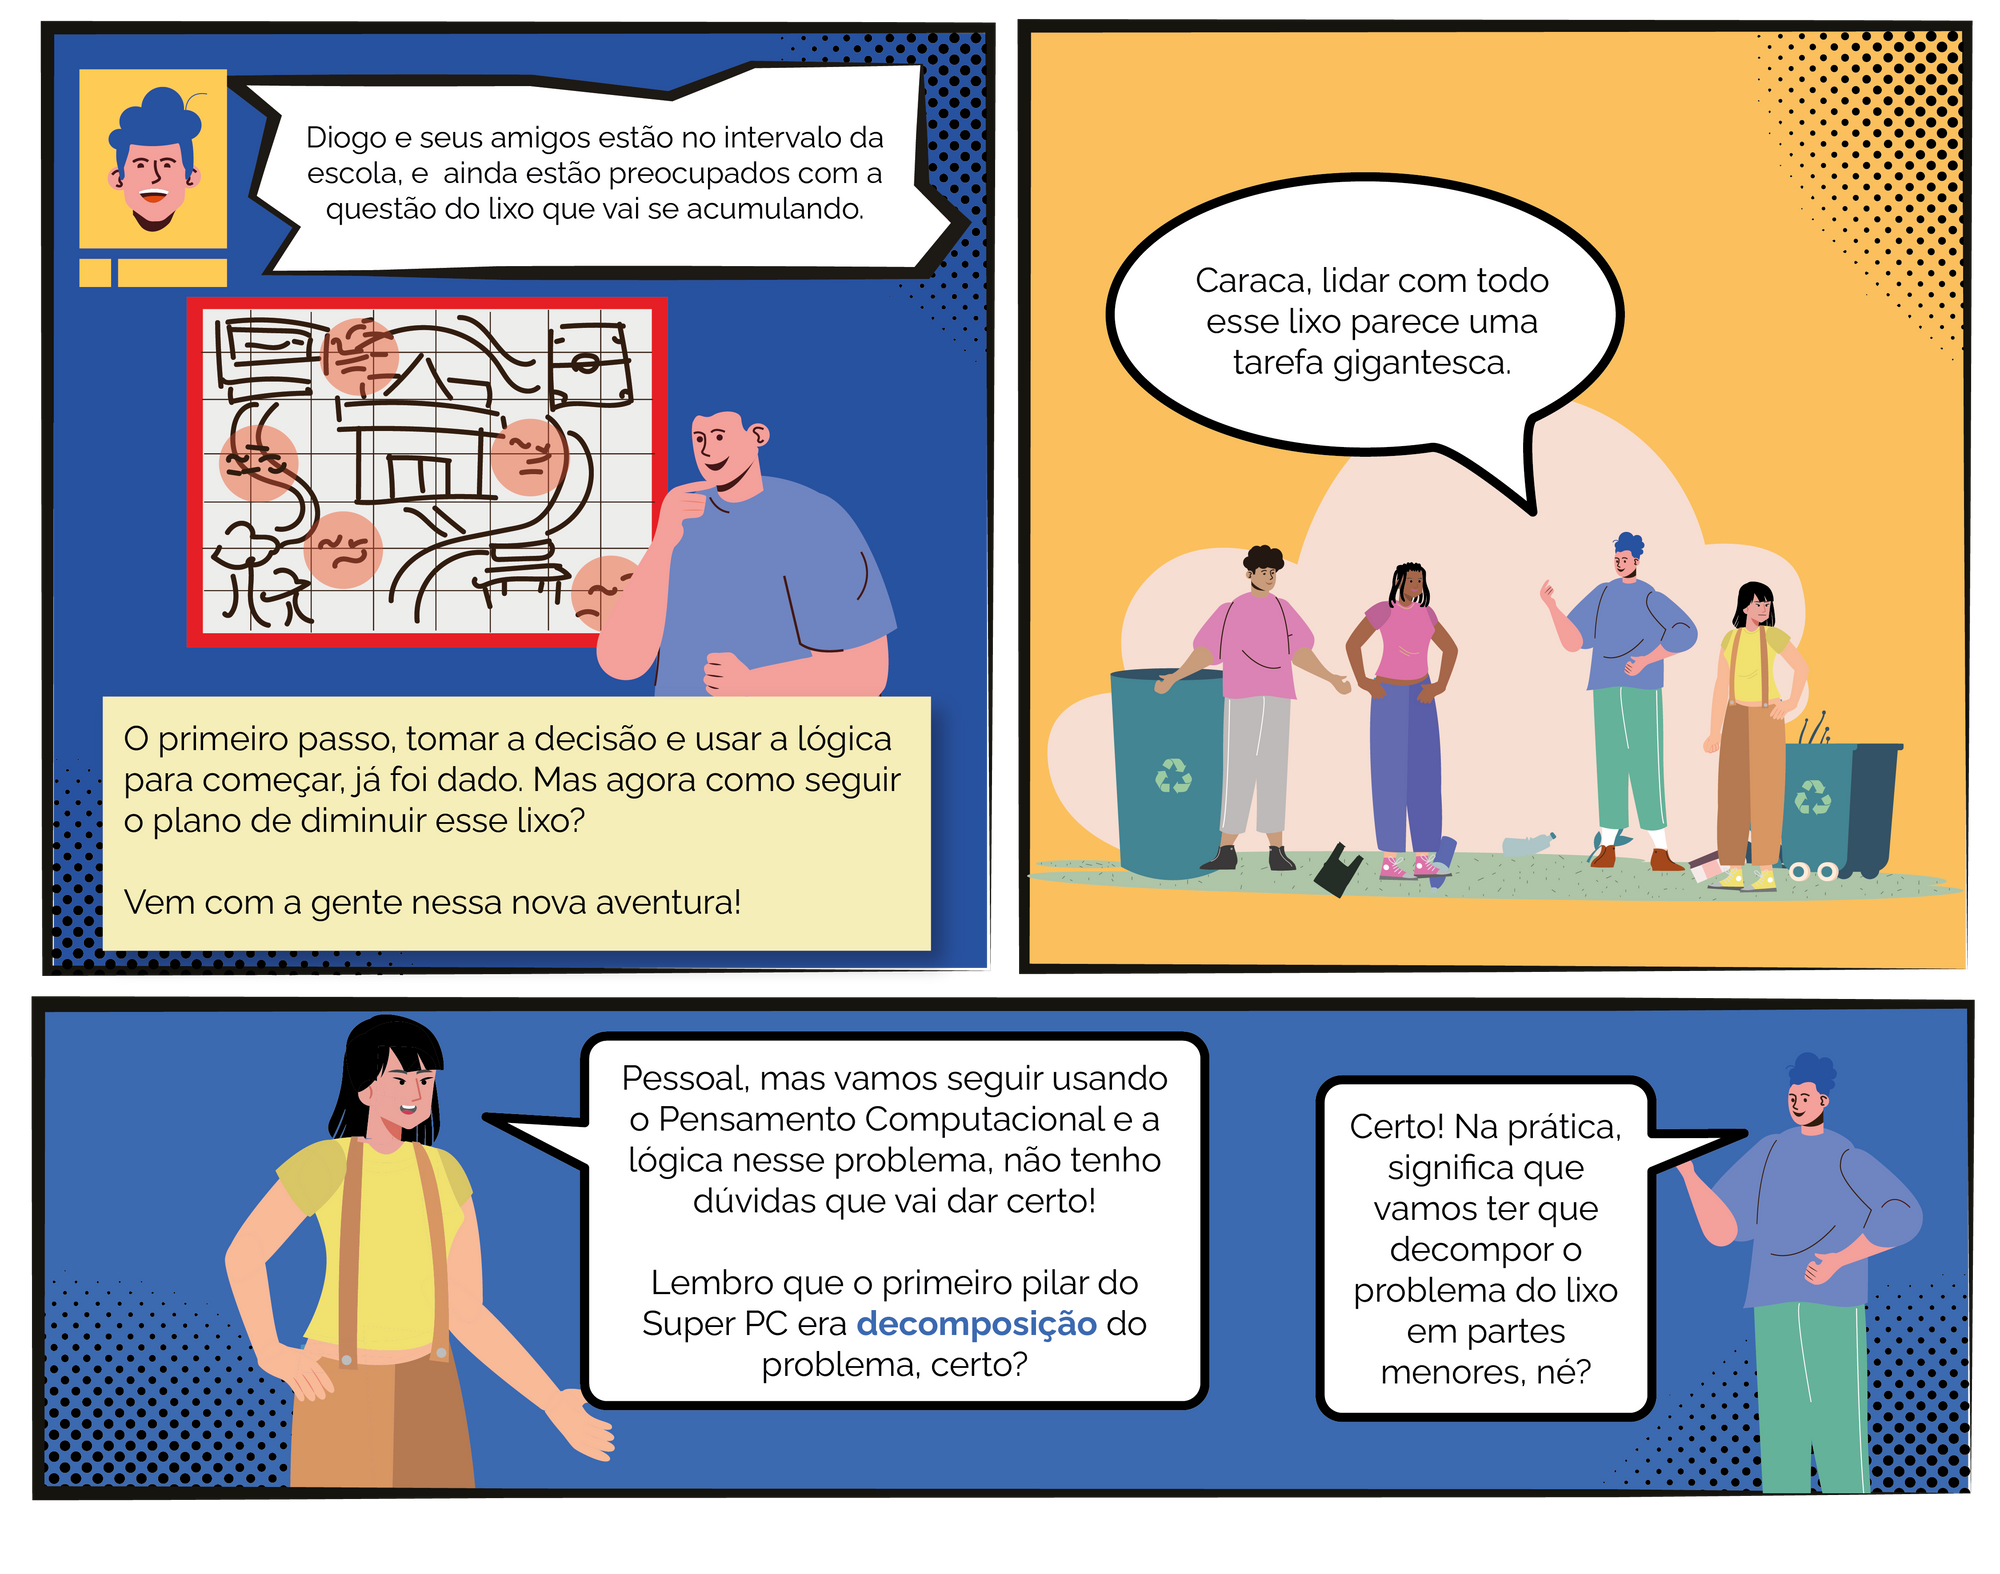 Diogo e seus amigos estão no intervalo da
escola, e  ainda estão preocupados com a
questão do lixo que vai se acumulando.
O primeiro passo, tomar a decisão e usar a lógica
para começar, já foi dado. Mas agora como seguir
o plano de diminuir esse lixo?
Vem com a gente nessa nova aventura!
Caraca, lidar com todo
esse lixo parece uma
tarefa gigantesca.
Pessoal, mas vamos seguir usando
o Pensamento Computacional e a
lógica nesse problema, não tenho
dúvidas que vai dar certo!
Lembro que o primeiro pilar do
Super PC era decomposição do
problema, certo?
Certo! Na prática,
significa que
vamos ter que
decompor o
problema do lixo
em partes
menores, né?